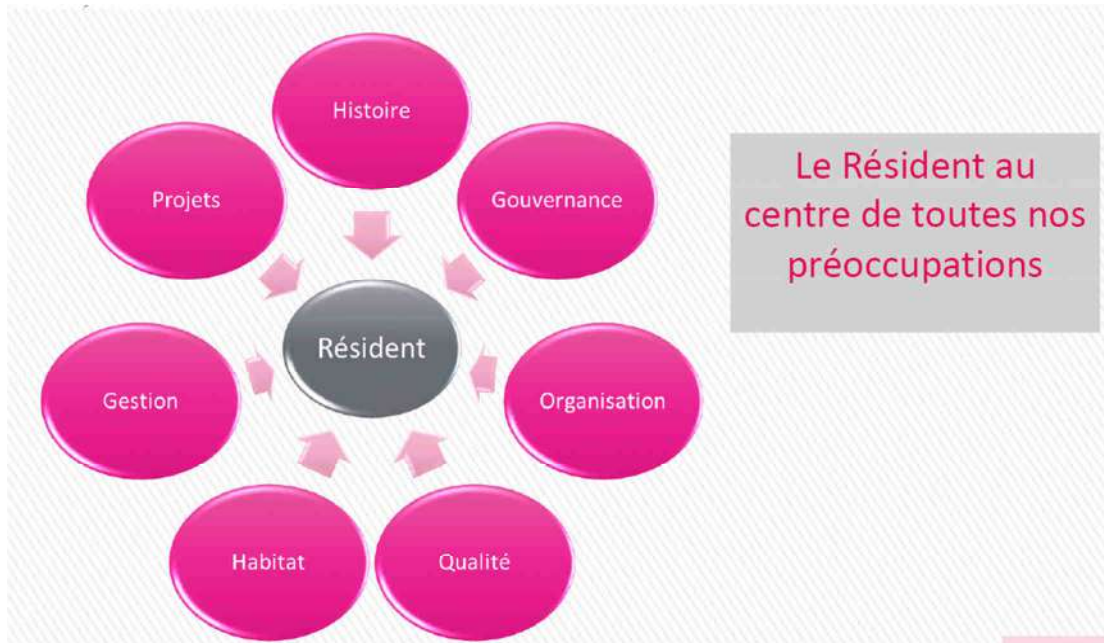 Histoire
Projets
Gouvernance
Résident
Gestion
Organisation
Habitat
Qualité
Le Résident au
centre de toutes nos
préoccupations